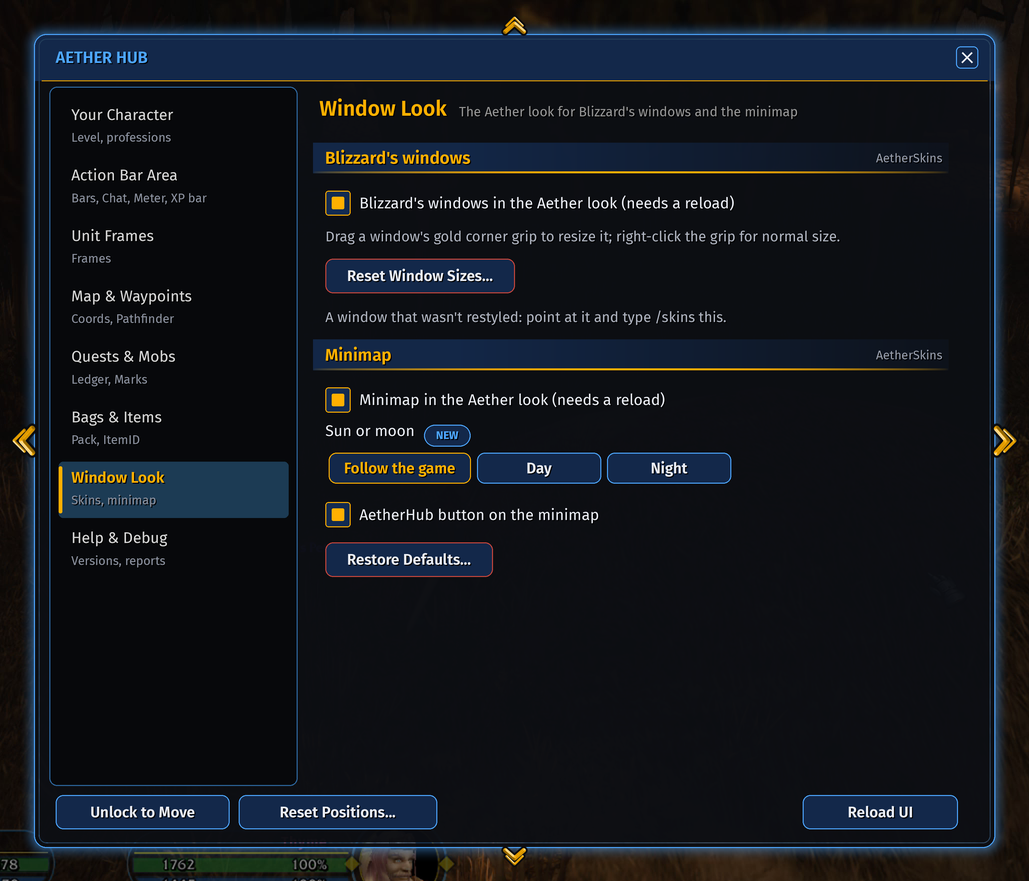 AETHER HUB
Your Character
Level, professions
Action Bar Area
Bars, Chat, Meter, XP bar
Unit Frames
Frames
Map & Waypoints
Coords, Pathfinder
Quests & Mobs
Ledger, Marks
Bags & Items
Pack, ItemID
Window Look
Skins, minimap
Help & Debug
Versions, reports
Window Look The Aether look for Blizzard's windows and the minimap
Blizzard's windows AetherSkins
Blizzard's windows in the Aether look (needs a reload)
Drag a window's gold corner grip to resize it; right-click the grip for normal size.
Reset Window Sizes...
A window that wasn't restyled: point at it and type /skins this.
Minimap AetherSkins
Minimap in the Aether look (needs a reload)
Sun or moon NEW
Follow the game Day Night
AetherHub button on the minimap
Restore Defaults...
Unlock to Move Reset Positions... Reload UI
78 1762 100%